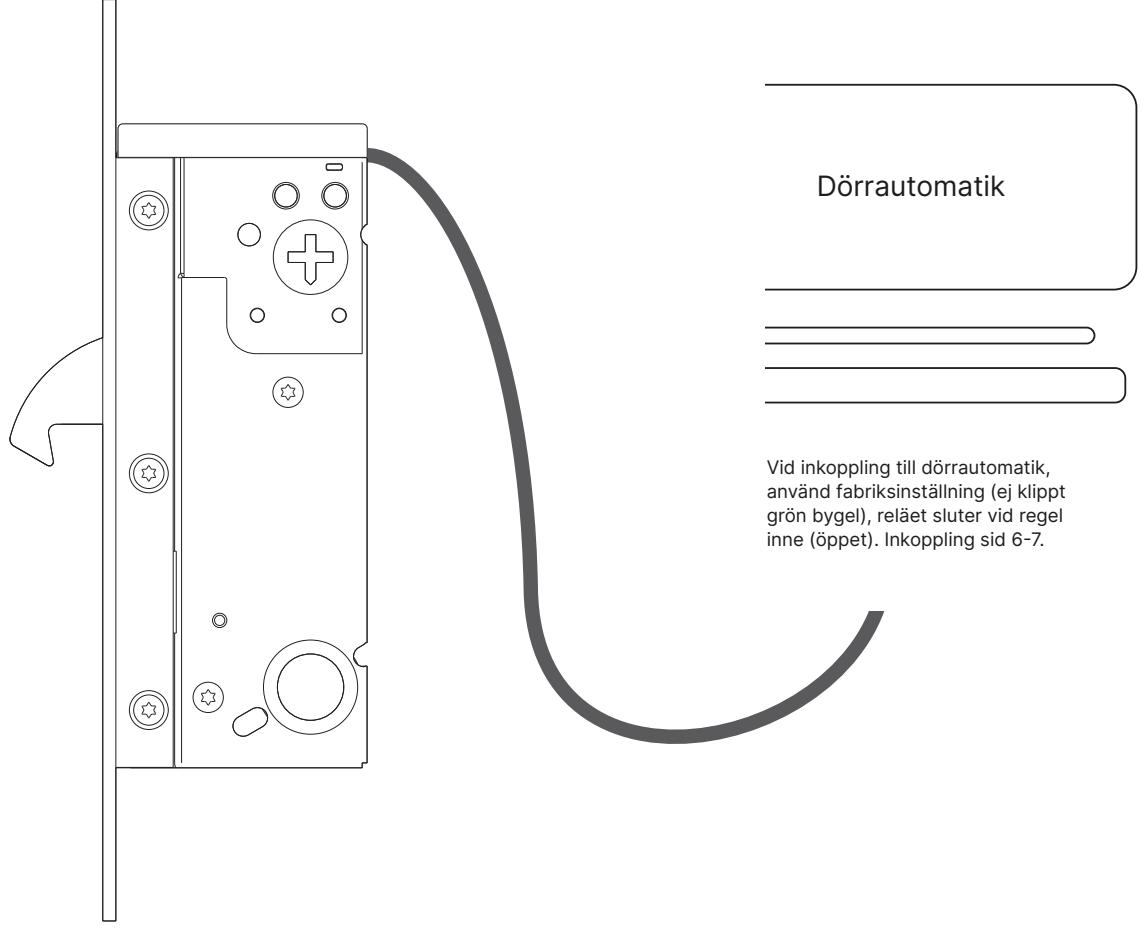 Dörrautomatik
Vid inkoppling till dörrautomatik,
använd fabriksinställning (ej klippt
grön bygel), reläet sluter vid regel
inne (öppet). Inkoppling sid 6-7.